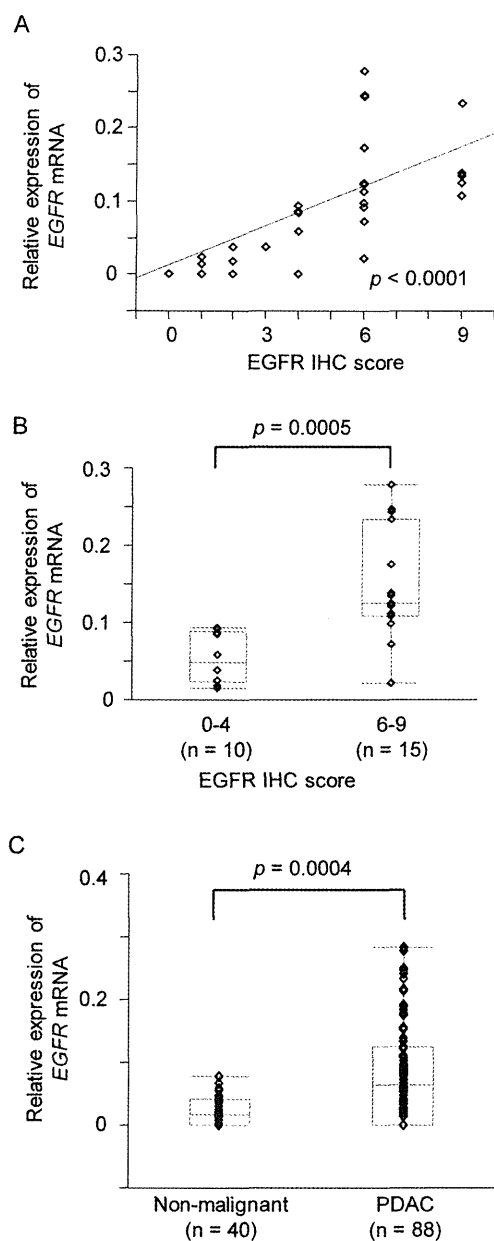 A
Relative expression of
EGFR mRNA
0.3
0.2
0.1
0
p < 0.0001
0 3 6 9
EGFR IHC score
B
p = 0.0005
Relative expression of
EGFR mRNA
0.3
0.2
0.1
0
0-4 6-9
(n = 10) (n = 15)
EGFR IHC score
C
p = 0.0004
Relative expression of
EGFR mRNA
0.4
0.2
0
Non-malignant PDAC
(n = 40) (n = 88)